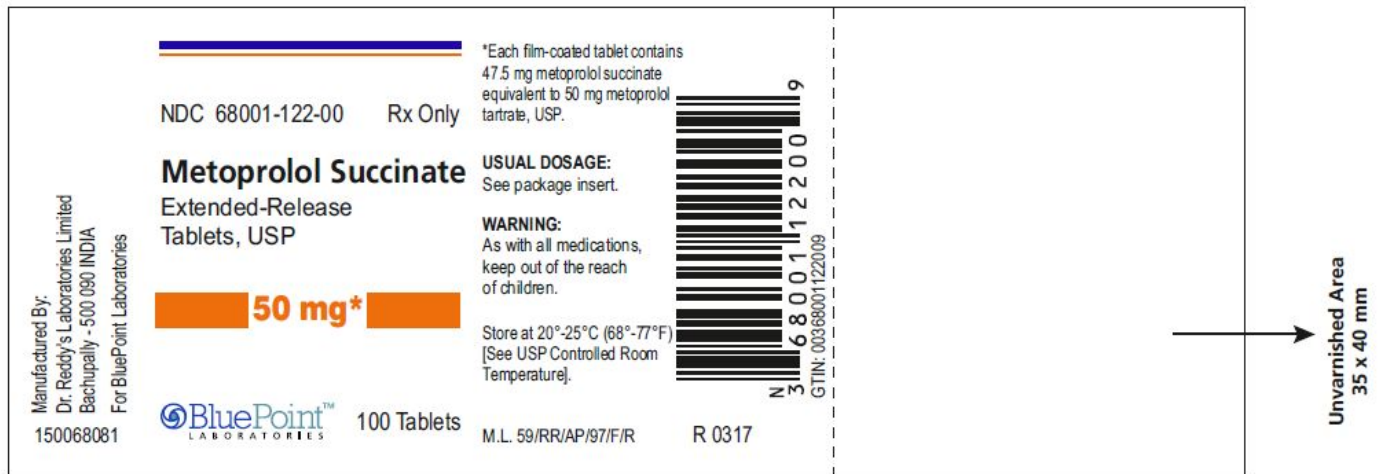 Manufactured By:
Dr. Reddy's Laboratories Limited
Bachupally - 500 090 INDIA
For BluePoint Laboratories
150068081
NDC 68001-122-00 Rx Only
Metoprolol Succinate
Extended-Release
Tablets, USP
50 mg*
BluePoint™
LABORATORIES
100 Tablets
*Each film-coated tablet contains
47.5 mg metoprolol succinate
equivalent to 50 mg metoprolol
tartrate, USP.
USUAL DOSAGE:
See package insert.
WARNING:
As with all medications,
keep out of the reach
of children.
Store at 20°-25°C (68°-77°F)
[See USP Controlled Room
Temperature].
M.L. 59/RR/AP/97/F/R R 0317
N
3 68001 12200 9
GTIN: 00368001122009
Unvarnished Area
35 x 40 mm